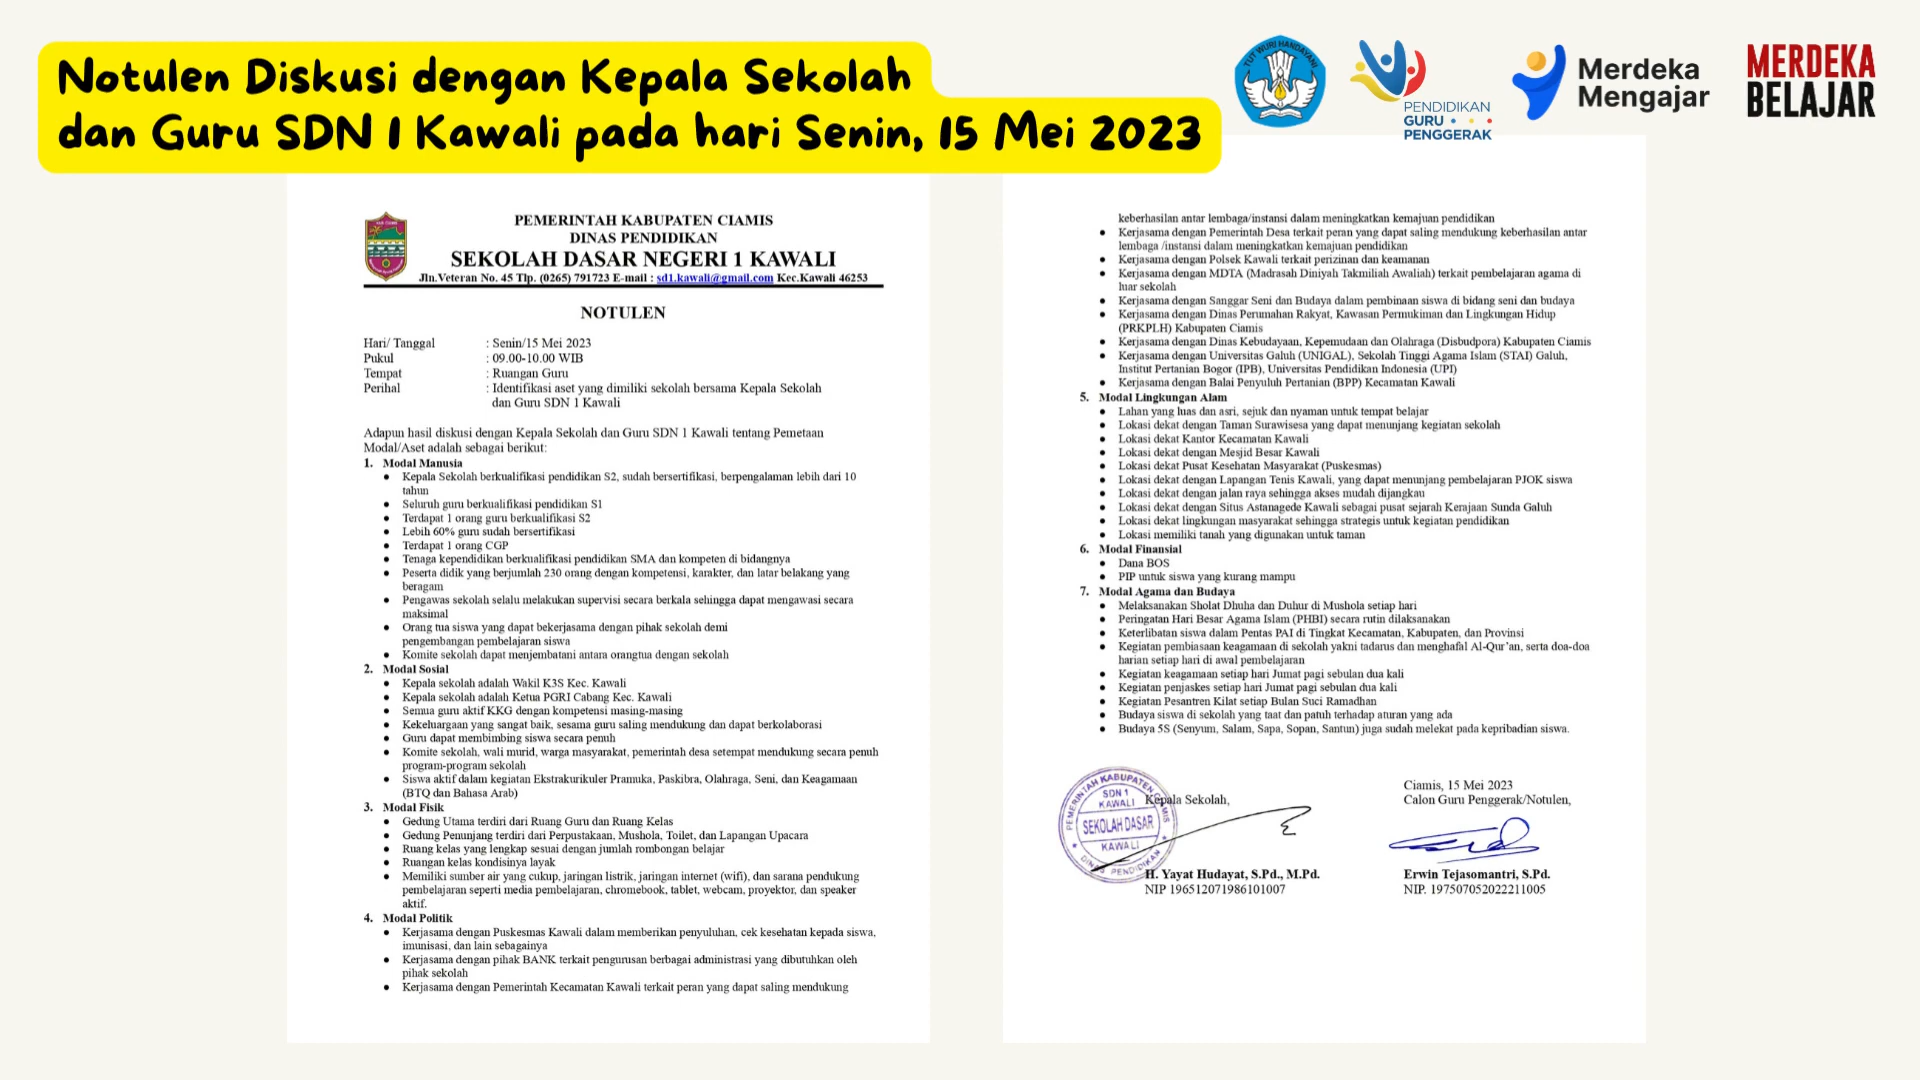 Notulen Diskusi dengan Kepala Sekolah
dan Guru SDN 1 Kawali pada hari Senin, 15 Mei 2023
TUT WURI HANDAYANI
PENDIDIKAN
GURU
PENGGERAK
Merdeka
Mengajar
MERDEKA
BELAJAR
PEMERINTAH KABUPATEN CIAMIS
DINAS PENDIDIKAN
SEKOLAH DASAR NEGERI 1 KAWALI
Jln.Veteran No. 45 Tlp. (0265) 791723 E-mail : sd1.kawali@gmail.com Kec.Kawali 46253
NOTULEN
Hari/ Tanggal : Senin/15 Mei 2023
Pukul : 09.00-10.00 WIB
Tempat : Ruangan Guru
Perihal : Identifikasi aset yang dimiliki sekolah bersama Kepala Sekolah
dan Guru SDN 1 Kawali
Adapun hasil diskusi dengan Kepala Sekolah dan Guru SDN 1 Kawali tentang Pemetaan
Modal/Aset adalah sebagai berikut:
1. Modal Manusia
● Kepala Sekolah berkualifikasi pendidikan S2, sudah bersertifikasi, berpengalaman lebih dari 10
tahun
● Seluruh guru berkualifikasi pendidikan S1
● Terdapat 1 orang guru berkualifikasi S2
● Lebih 60% guru sudah bersertifikasi
● Terdapat 1 orang CGP
● Tenaga kependidikan berkualifikasi pendidikan SMA dan kompeten di bidangnya
● Peserta didik yang berjumlah 230 orang dengan kompetensi, karakter, dan latar belakang yang
beragam
● Pengawas sekolah selalu melakukan supervisi secara berkala sehingga dapat mengawasi secara
maksimal
● Orang tua siswa yang dapat bekerjasama dengan pihak sekolah demi
pengembangan pembelajaran siswa
● Komite sekolah dapat menjembatani antara orangtua dengan sekolah
2. Modal Sosial
● Kepala sekolah adalah Wakil K3S Kec. Kawali
● Kepala sekolah adalah Ketua PGRI Cabang Kec. Kawali
● Semua guru aktif KKG dengan kompetensi masing-masing
● Kekeluargaan yang sangat baik, sesama guru saling mendukung dan dapat berkolaborasi
● Guru dapat membimbing siswa secara penuh
● Komite sekolah, wali murid, warga masyarakat, pemerintah desa setempat mendukung secara penuh
program-program sekolah
● Siswa aktif dalam kegiatan Ekstrakurikuler Pramuka, Paskibra, Olahraga, Seni, dan Keagamaan
(BTQ dan Bahasa Arab)
3. Modal Fisik
● Gedung Utama terdiri dari Ruang Guru dan Ruang Kelas
● Gedung Penunjang terdiri dari Perpustakaan, Mushola, Toilet, dan Lapangan Upacara
● Ruang kelas yang lengkap sesuai dengan jumlah rombongan belajar
● Ruangan kelas kondisinya layak
● Memiliki sumber air yang cukup, jaringan listrik, jaringan internet (wifi), dan sarana pendukung
pembelajaran seperti media pembelajaran, chromebook, tablet, webcam, proyektor, dan speaker
aktif.
4. Modal Politik
● Kerjasama dengan Puskesmas Kawali dalam memberikan penyuluhan, cek kesehatan kepada siswa,
imunisasi, dan lain sebagainya
● Kerjasama dengan pihak BANK terkait pengurusan berbagai administrasi yang dibutuhkan oleh
pihak sekolah
● Kerjasama dengan Pemerintah Kecamatan Kawali terkait peran yang dapat saling mendukung
keberhasilan antar lembaga/instansi dalam meningkatkan kemajuan pendidikan
● Kerjasama dengan Pemerintah Desa terkait peran yang dapat saling mendukung keberhasilan antar
lembaga /instansi dalam meningkatkan kemajuan pendidikan
● Kerjasama dengan Polsek Kawali terkait perizinan dan keamanan
● Kerjasama dengan MDTA (Madrasah Diniyah Takmiliah Awaliah) terkait pembelajaran agama di
luar sekolah
● Kerjasama dengan Sanggar Seni dan Budaya dalam pembinaan siswa di bidang seni dan budaya
● Kerjasama dengan Dinas Perumahan Rakyat, Kawasan Permukiman dan Lingkungan Hidup
(PRKPLH) Kabupaten Ciamis
● Kerjasama dengan Dinas Kebudayaan, Kepemudaan dan Olahraga (Disbudpora) Kabupaten Ciamis
● Kerjasama dengan Universitas Galuh (UNIGAL), Sekolah Tinggi Agama Islam (STAI) Galuh,
Institut Pertanian Bogor (IPB), Universitas Pendidikan Indonesia (UPI)
● Kerjasama dengan Balai Penyuluh Pertanian (BPP) Kecamatan Kawali
5. Modal Lingkungan Alam
● Lahan yang luas dan asri, sejuk dan nyaman untuk tempat belajar
● Lokasi dekat dengan Taman Surawisesa yang dapat menunjang kegiatan sekolah
● Lokasi dekat Kantor Kecamatan Kawali
● Lokasi dekat dengan Mesjid Besar Kawali
● Lokasi dekat Pusat Kesehatan Masyarakat (Puskesmas)
● Lokasi dekat dengan Lapangan Tenis Kawali, yang dapat menunjang pembelajaran PJOK siswa
● Lokasi dekat dengan jalan raya sehingga akses mudah dijangkau
● Lokasi dekat dengan Situs Astanagede Kawali sebagai pusat sejarah Kerajaan Sunda Galuh
● Lokasi dekat lingkungan masyarakat sehingga strategis untuk kegiatan pendidikan
● Lokasi memiliki tanah yang digunakan untuk taman
6. Modal Finansial
● Dana BOS
● PIP untuk siswa yang kurang mampu
7. Modal Agama dan Budaya
● Melaksanakan Sholat Dhuha dan Duhur di Mushola setiap hari
● Peringatan Hari Besar Agama Islam (PHBI) secara rutin dilaksanakan
● Keterlibatan siswa dalam Pentas PAI di Tingkat Kecamatan, Kabupaten, dan Provinsi
● Kegiatan pembiasaan keagamaan di sekolah yakni tadarus dan menghafal Al-Qur'an, serta doa-doa
harian setiap hari di awal pembelajaran
● Kegiatan keagamaan setiap hari Jumat pagi sebulan dua kali
● Kegiatan penjaskes setiap hari Jumat pagi sebulan dua kali
● Kegiatan Pesantren Kilat setiap Bulan Suci Ramadhan
● Budaya siswa di sekolah yang taat dan patuh terhadap aturan yang ada
● Budaya 5S (Senyum, Salam, Sapa, Sopan, Santun) juga sudah melekat pada kepribadian siswa.
Kepala Sekolah,
PEMERINTAH KABUPATEN CIAMIS
SDN 1
KAWALI
SEKOLAH DASAR
KAWALI
DINAS PENDIDIKAN
H. Yayat Hudayat, S.Pd., M.Pd.
NIP 196512071986101007
Ciamis, 15 Mei 2023
Calon Guru Penggerak/Notulen,
Erwin Tejasomantri, S.Pd.
NIP. 197507052022211005